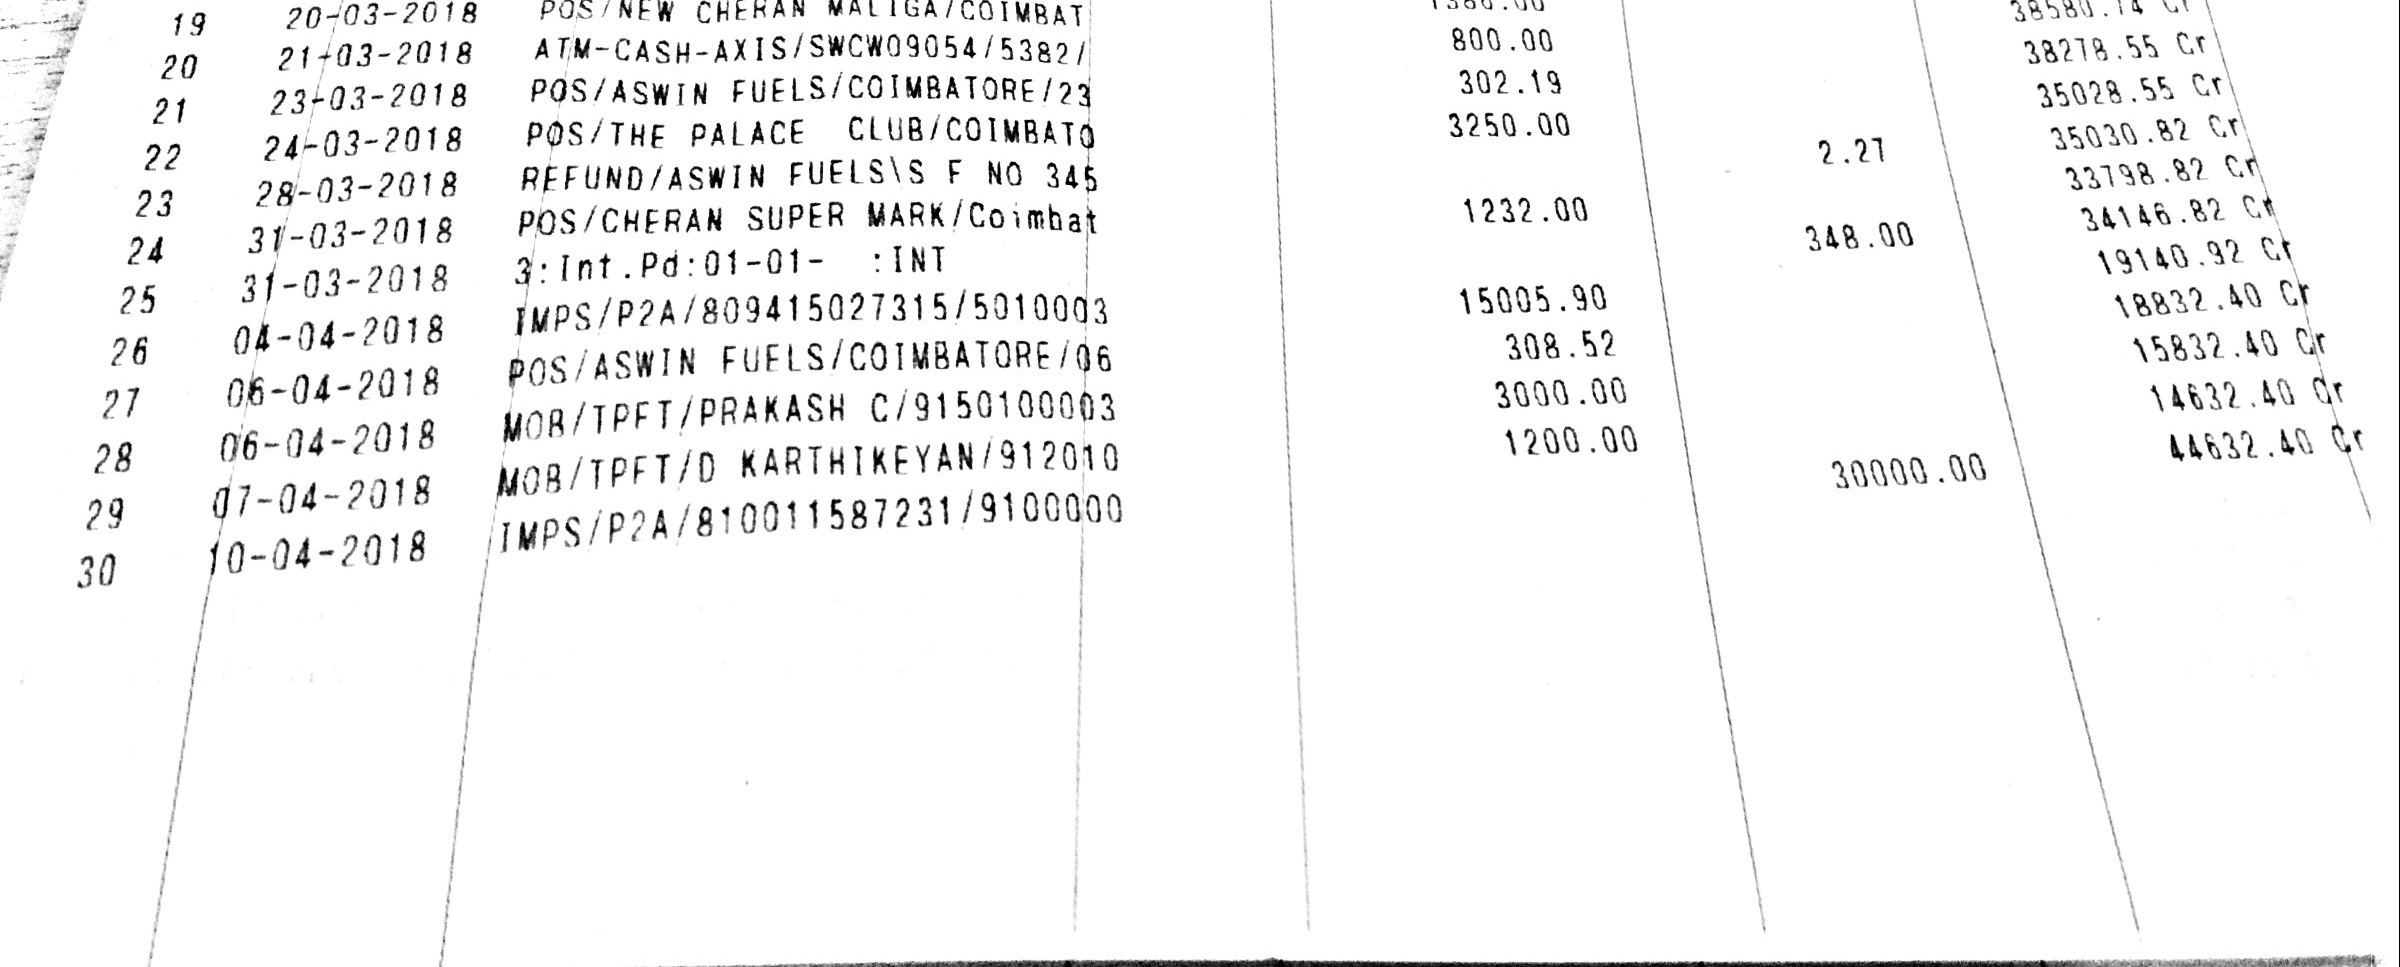 19 20-03-2018 POS/NEW CHERAN MALIGA/COIMBAT
20 21-03-2018 ATM-CASH-AXIS/SWCW09054/5382/ 800.00 38580.74 Cr
21 23-03-2018 POS/ASWIN FUELS/COIMBATORE/23 302.19 38278.55 Cr
22 24-03-2018 POS/THE PALACE CLUB/COIMBATO 3250.00 35028.55 Cr
23 28-03-2018 REFUND/ASWIN FUELS\S F NO 345 2.27 35030.82 Cr
24 31-03-2018 POS/CHERAN SUPER MARK/Coimbat 1232.00 33798.82 Cr
25 31-03-2018 3:Int.Pd:01-01- :INT 348.00 34146.82 Cr
26 04-04-2018 IMPS/P2A/809415027315/5010003 15005.90 19140.92 Cr
27 06-04-2018 POS/ASWIN FUELS/COIMBATORE/06 308.52 18832.40 Cr
28 06-04-2018 MOB/TPFT/PRAKASH C/9150100003 3000.00 15832.40 Cr
29 07-04-2018 MOB/TPFT/D KARTHIKEYAN/912010 1200.00 14632.40 Cr
30 10-04-2018 IMPS/P2A/810011587231/9100000 30000.00 44632.40 Cr